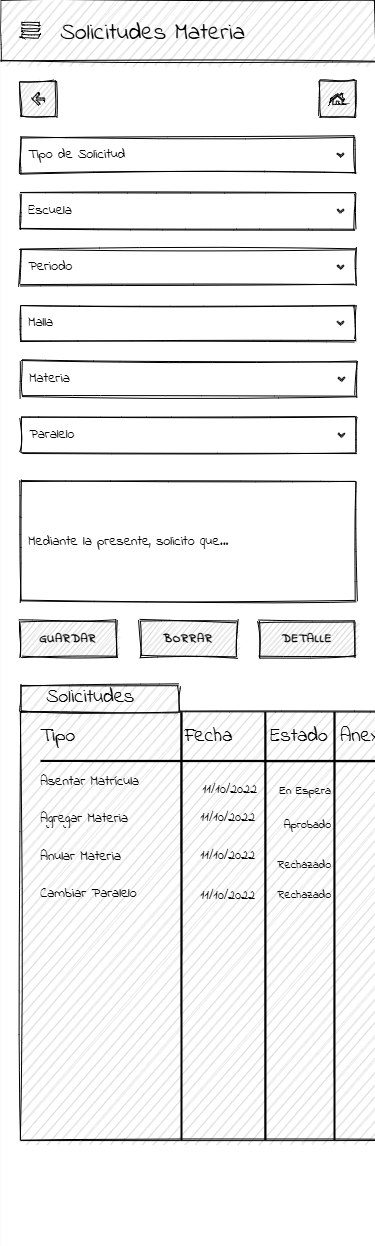 Solicitudes Materia
Tipo de Solicitud
Escuela
Periodo
Malla
Materia
Paralelo
Mediante la presente, solicito que...
GUARDAR BORRAR DETALLE
Solicitudes
Tipo Fecha Estado Anex
Asentar Matrícula 11/10/2022 En Espera
Agregar Materia 11/10/2022 Aprobado
Anular Materia 11/10/2022 Rechazado
Cambiar Paralelo 11/10/2022 Rechazado